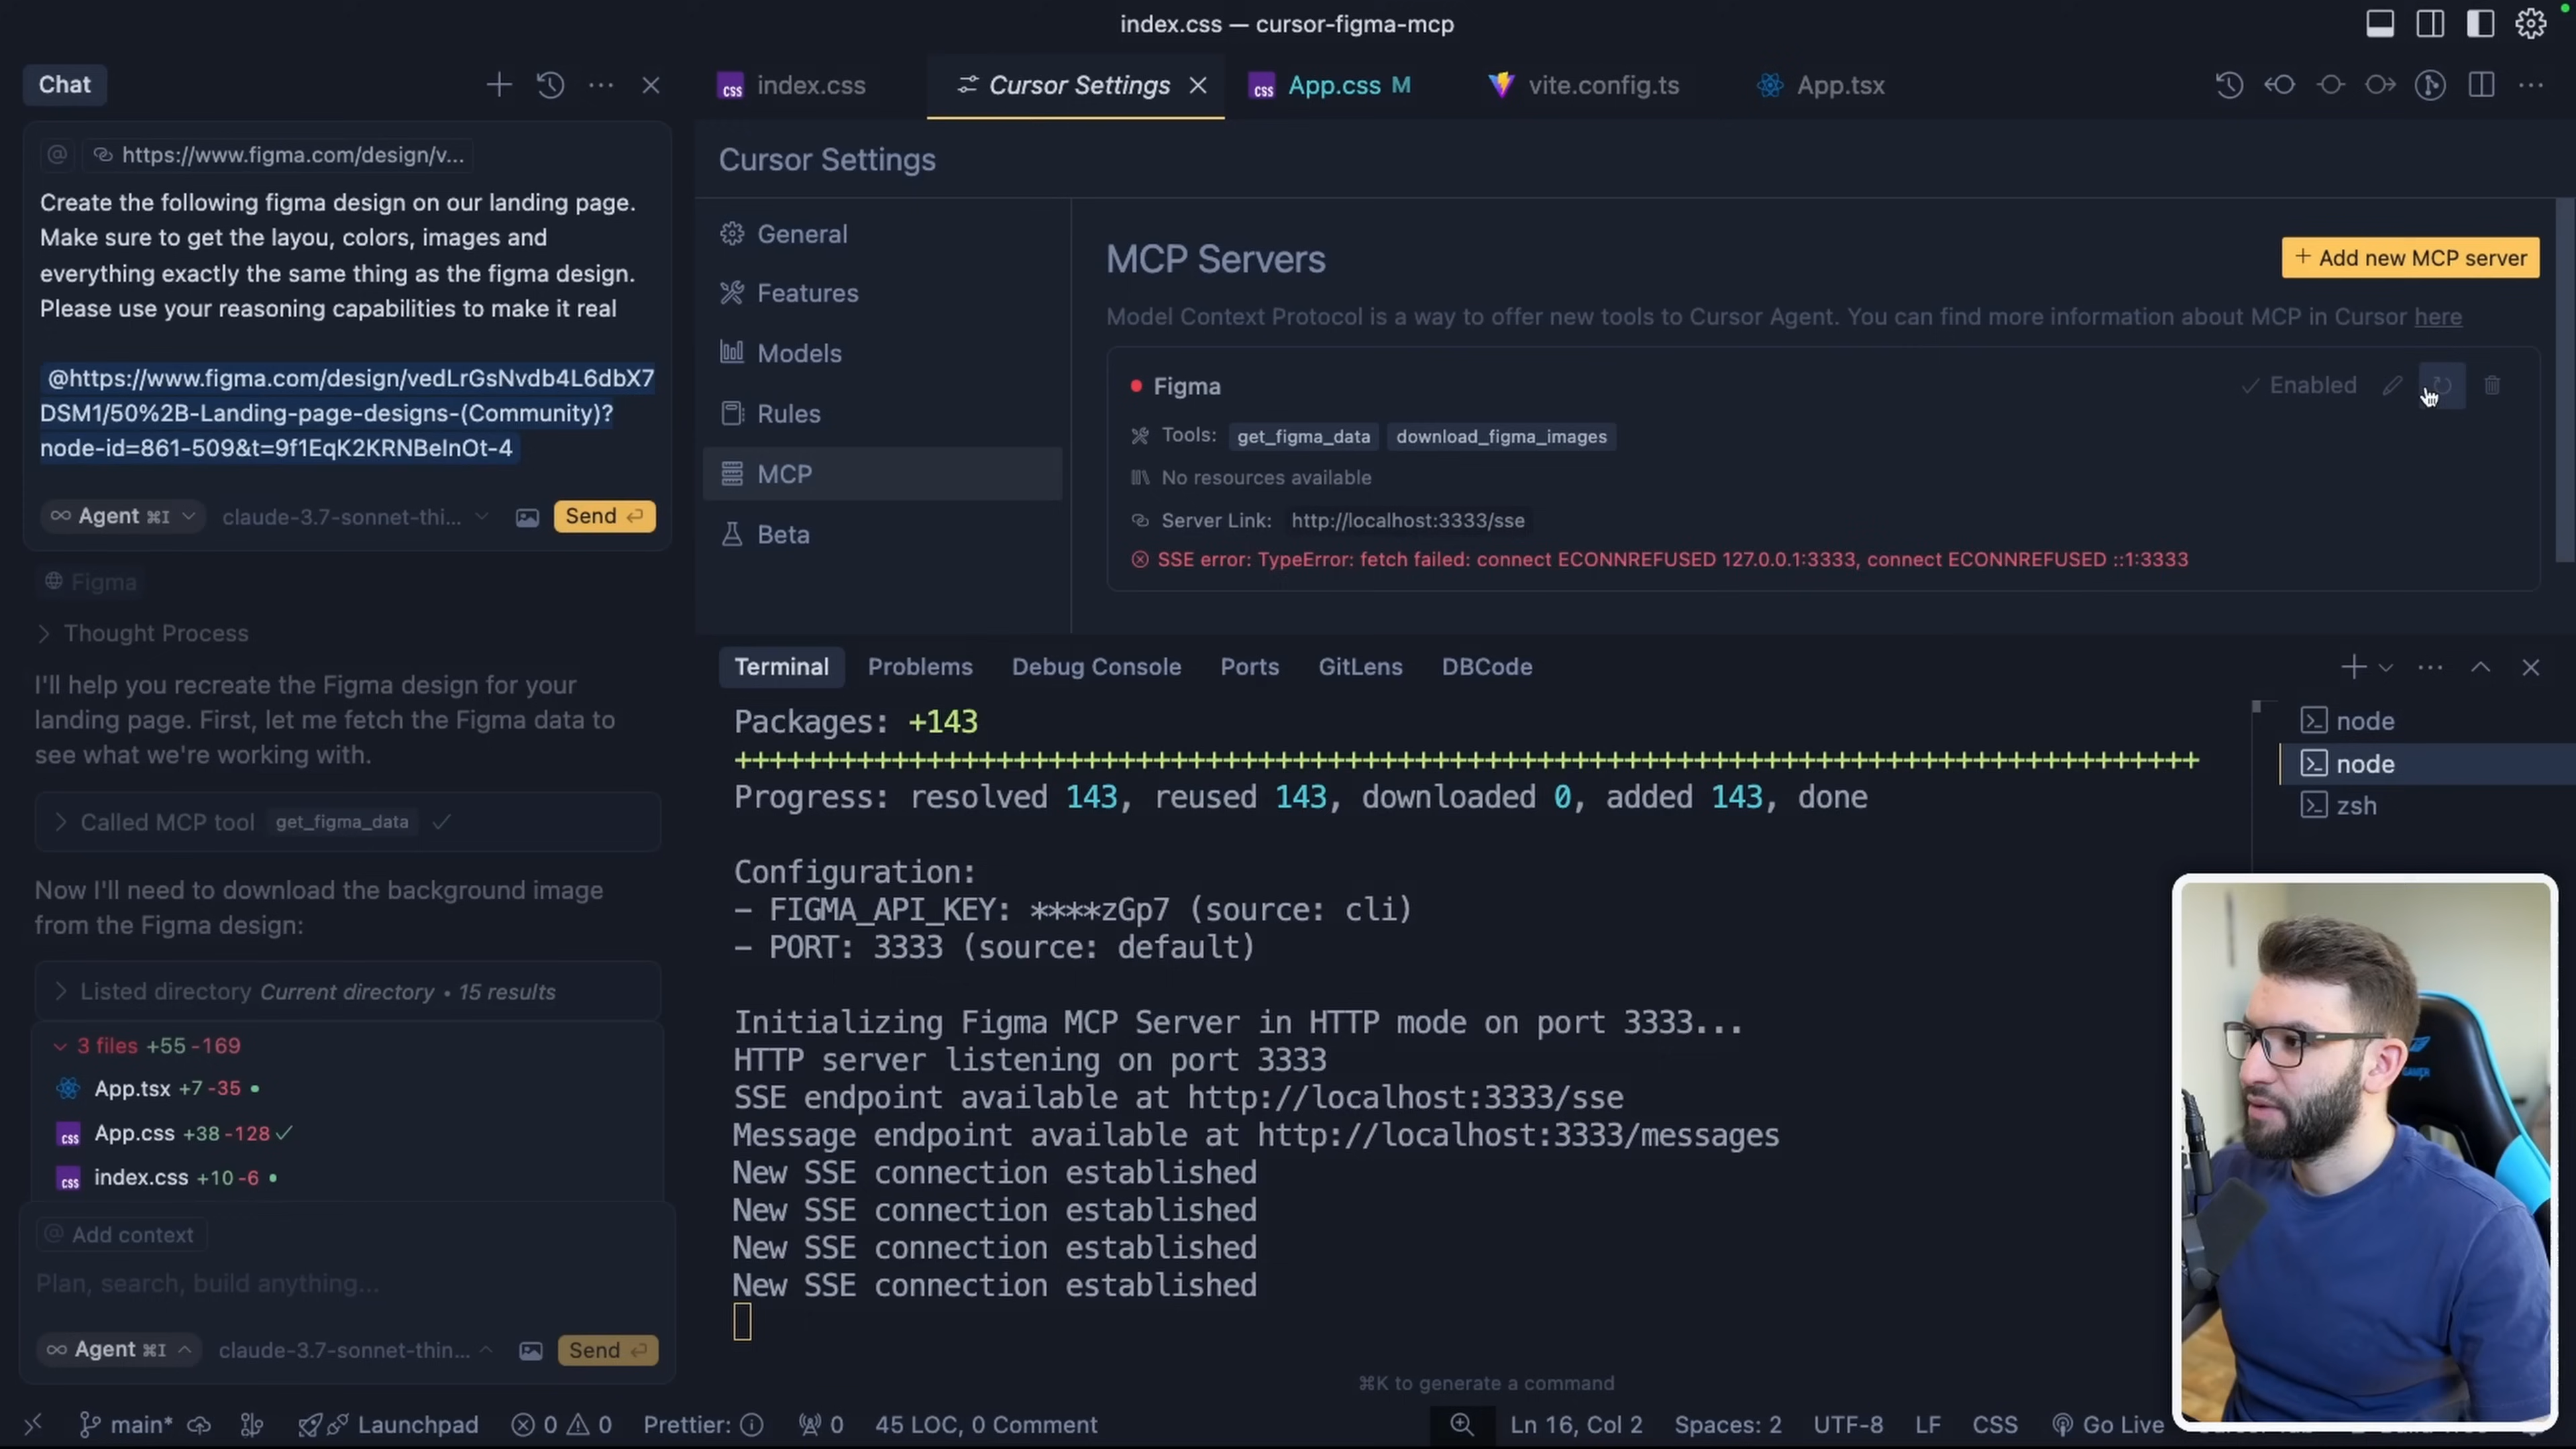 index.css — cursor-figma-mcp
Chat
https://www.figma.com/design/v...
Create the following figma design on our landing page.
Make sure to get the layou, colors, images and
everything exactly the same thing as the figma design.
Please use your reasoning capabilities to make it real
@https://www.figma.com/design/vedLrGsNvdb4L6dbX7
DSM1/50%2B-Landing-page-designs-(Community)?
node-id=861-509&t=9f1EqK2KRNBeInOt-4
Agent ⌘I claude-3.7-sonnet-thi... Send
Figma
Thought Process
I'll help you recreate the Figma design for your
landing page. First, let me fetch the Figma data to
see what we're working with.
Called MCP tool get_figma_data
Now I'll need to download the background image
from the Figma design:
Listed directory Current directory • 15 results
3 files +55 -169
App.tsx +7 -35 •
App.css +38 -128
index.css +10 -6 •
@ Add context
Plan, search, build anything...
Agent ⌘I claude-3.7-sonnet-thin... Send
index.css
Cursor Settings
App.css M
vite.config.ts
App.tsx
Cursor Settings
General
Features
Models
Rules
MCP
Beta
MCP Servers
+ Add new MCP server
Model Context Protocol is a way to offer new tools to Cursor Agent. You can find more information about MCP in Cursor here
Figma
Enabled
Tools: get_figma_data download_figma_images
No resources available
Server Link: http://localhost:3333/sse
SSE error: TypeError: fetch failed: connect ECONNREFUSED 127.0.0.1:3333, connect ECONNREFUSED ::1:3333
Terminal Problems Debug Console Ports GitLens DBCode
Packages: +143
Progress: resolved 143, reused 143, downloaded 0, added 143, done
Configuration:
- FIGMA_API_KEY: ****zGp7 (source: cli)
- PORT: 3333 (source: default)
Initializing Figma MCP Server in HTTP mode on port 3333...
HTTP server listening on port 3333
SSE endpoint available at http://localhost:3333/sse
Message endpoint available at http://localhost:3333/messages
New SSE connection established
New SSE connection established
New SSE connection established
New SSE connection established
node
node
zsh
⌘K to generate a command
main* Launchpad 0 0 Prettier: 0 45 LOC, 0 Comment Ln 16, Col 2 Spaces: 2 UTF-8 LF CSS Go Live